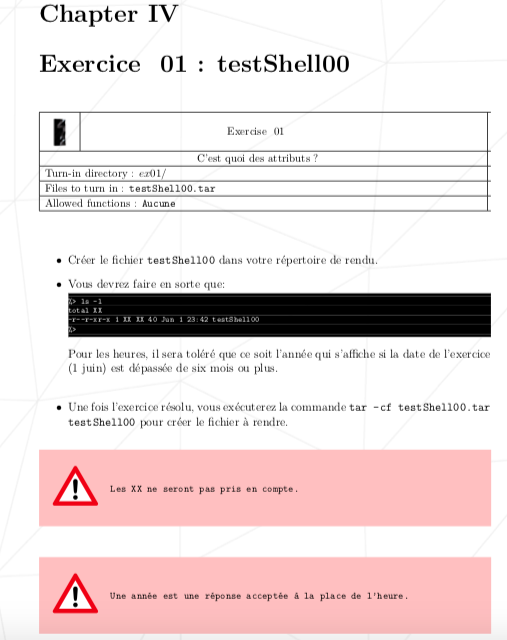 Chapter IV
Exercice 01 : testShell00
Exercise 01
C'est quoi des attributs ?
Turn-in directory : ex01/
Files to turn in : testShell00.tar
Allowed functions : Aucune
• Créer le fichier testShell00 dans votre répertoire de rendu.
• Vous devrez faire en sorte que:
%> ls -l
total XX
-r--r-xr-x 1 XX XX 40 Jun 1 23:42 testShell00
%>
Pour les heures, il sera toléré que ce soit l'année qui s'affiche si la date de l'exercice
(1 juin) est dépassée de six mois ou plus.
• Une fois l'exercice résolu, vous exécuterez la commande tar -cf testShell00.tar
testShell00 pour créer le fichier à rendre.
Les XX ne seront pas pris en compte.
Une année est une réponse acceptée à la place de l'heure.